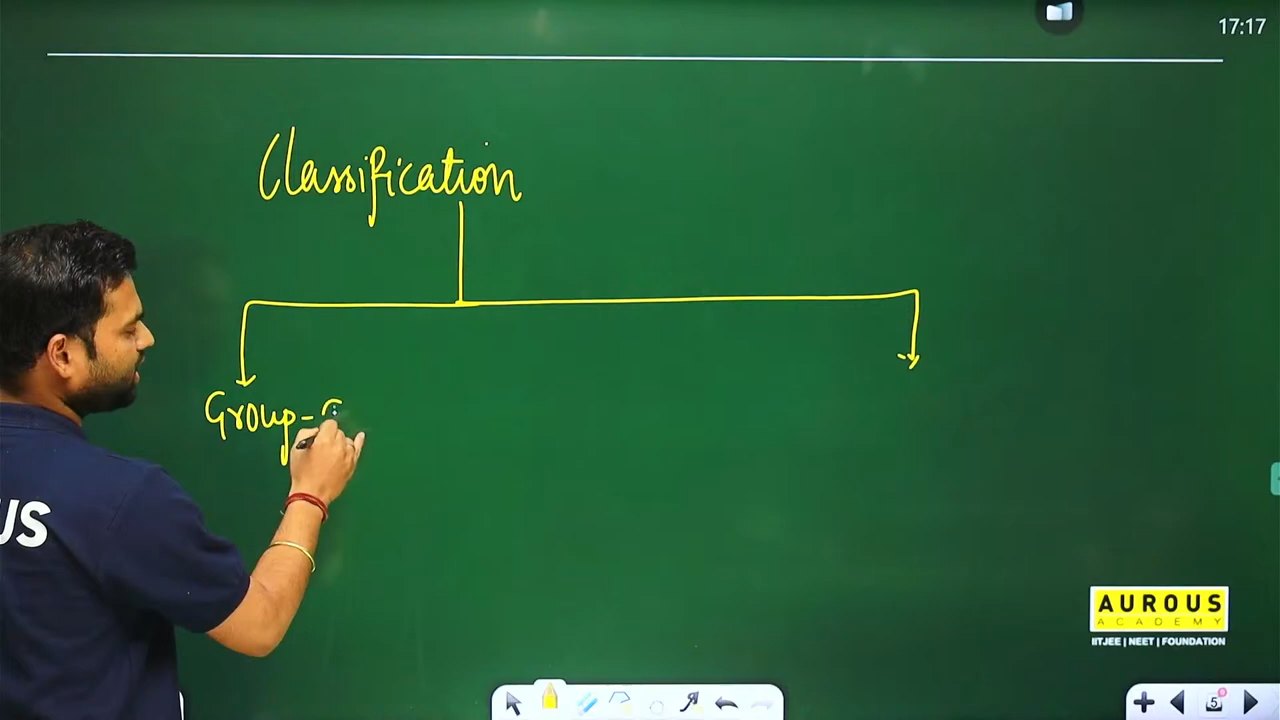 17:17
Classification
Group-
US
AUROUS
ACADEMY
IITJEE | NEET | FOUNDATION
5